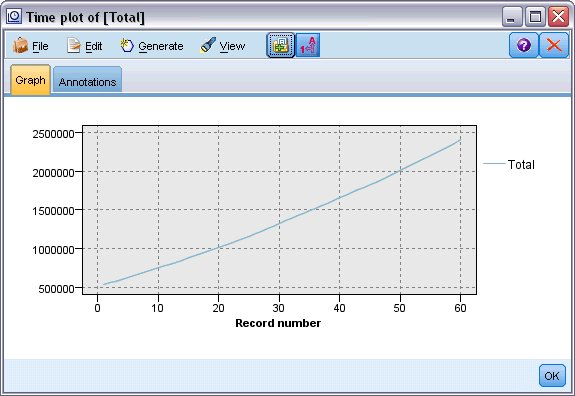 Time plot of [Total]
File Edit Generate View
Graph Annotations
2500000
2000000
1500000
1000000
500000
Total
0 10 20 30 40 50 60
Record number
OK